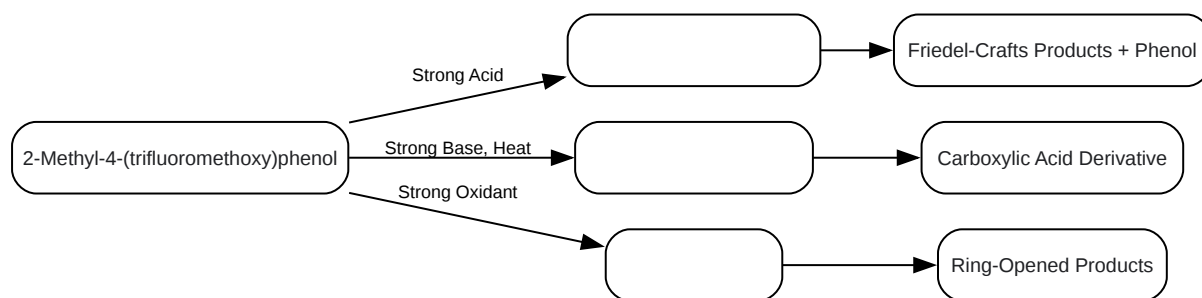 Friedel-Crafts Products + Phenol
Strong Acid
2-Methyl-4-(trifluoromethoxy)phenol
Strong Base, Heat
Carboxylic Acid Derivative
Strong Oxidant
Ring-Opened Products